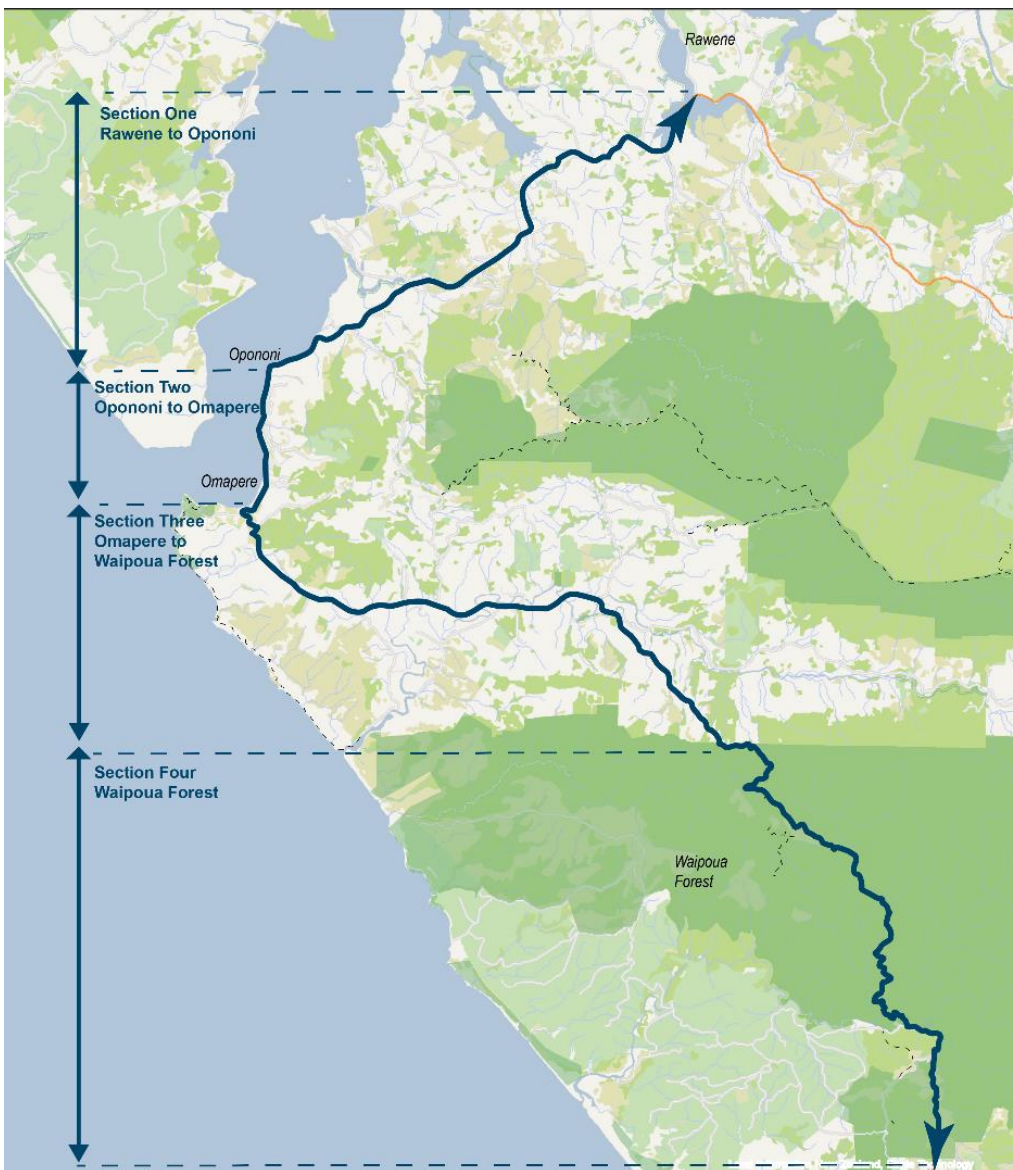 Rawene
Section One
Rawene to Opononi
Opononi
Section Two
Opononi to Omapere
Omapere
Section Three
Omapere to
Waipoua Forest
Section Four
Waipoua Forest
Waipoua
Forest